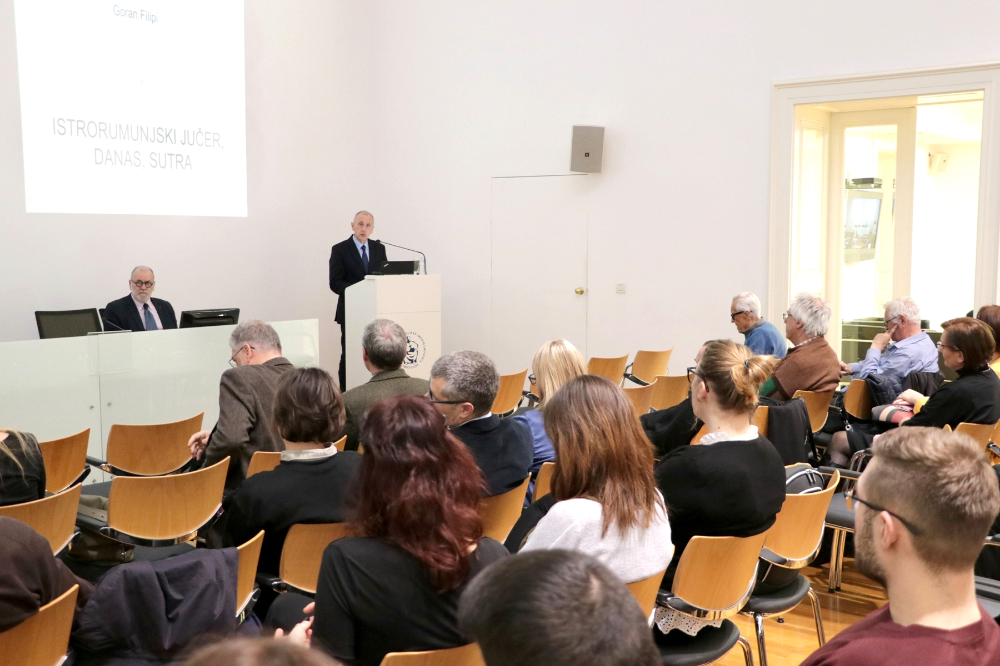 Goran Filipi
ISTRORUMUNJSKI JUČER,
DANAS, SUTRA